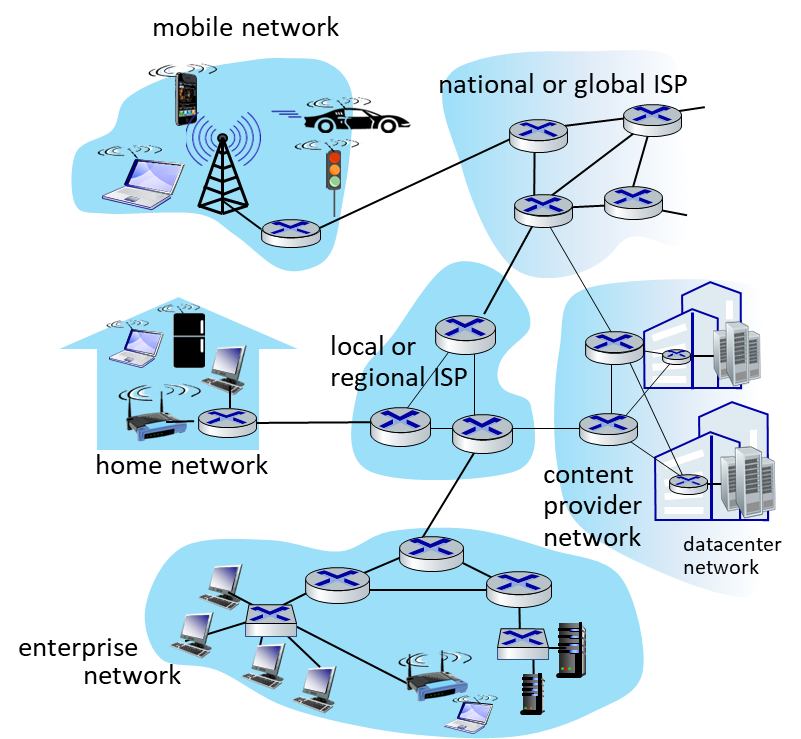 mobile network
national or global ISP
local or
regional ISP
home network
content
provider
network
datacenter
network
enterprise
network